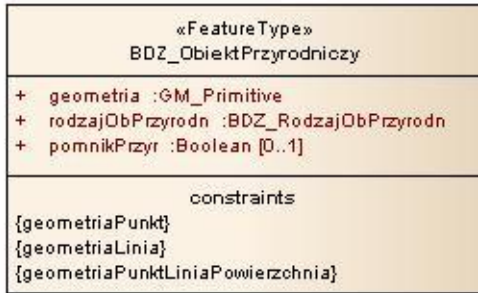 «FeatureType»
BDZ_ObiektPrzyrodniczy
+ geometria :GM_Primitive
+ rodzajObPrzyrodn :BDZ_RodzajObPrzyrodn
+ pomnikPrzyr :Boolean [0..1]
constraints
{geometriaPunkt}
{geometriaLinia}
{geometriaPunktLiniaPowierzchnia}